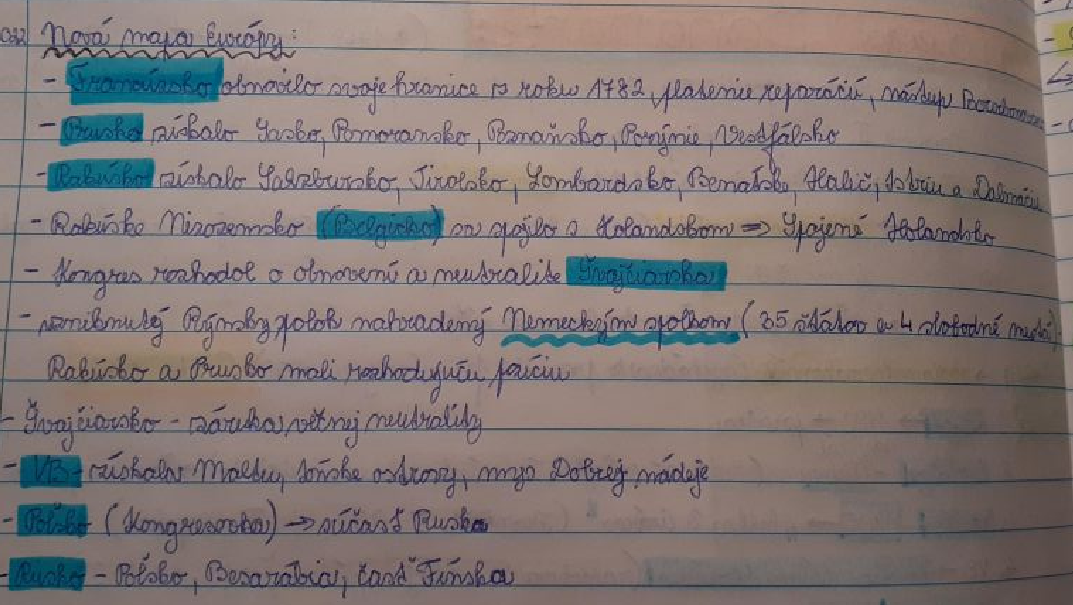 Nová mapa Európy:
- Francúzsko obnovilo svoje hranice z roku 1782, platenie reparácií, nástup Bourbonov
- Prusko získalo Sasko, Pomoransko, Poznaňsko, Porýnie, Vestfálsko
- Rakúsko získalo Salzbursko, Tirolsko, Lombardsko, Benátsko, Halič, Istriu a Dalmáciu
- Rakúske Nizozemsko (Belgicko) sa spojilo s Holandskom => Spojené Holandsko
- Kongres rozhodol o obnovení a neutralite Švajčiarska
- zaniknutý Rýnsky spolok nahradený Nemeckým spolkom (35 štátov a 4 slobodné mestá)
Rakúsko a Prusko mali rozhodujúcu pozíciu
- Švajčiarsko - záruka večnej neutrality
- VB - získala Maltu, Iónske ostrovy, mys Dobrej nádeje
- Poľsko (Kongresovka) → súčasť Ruska
- Rusko - Poľsko, Besarábia, časť Fínska